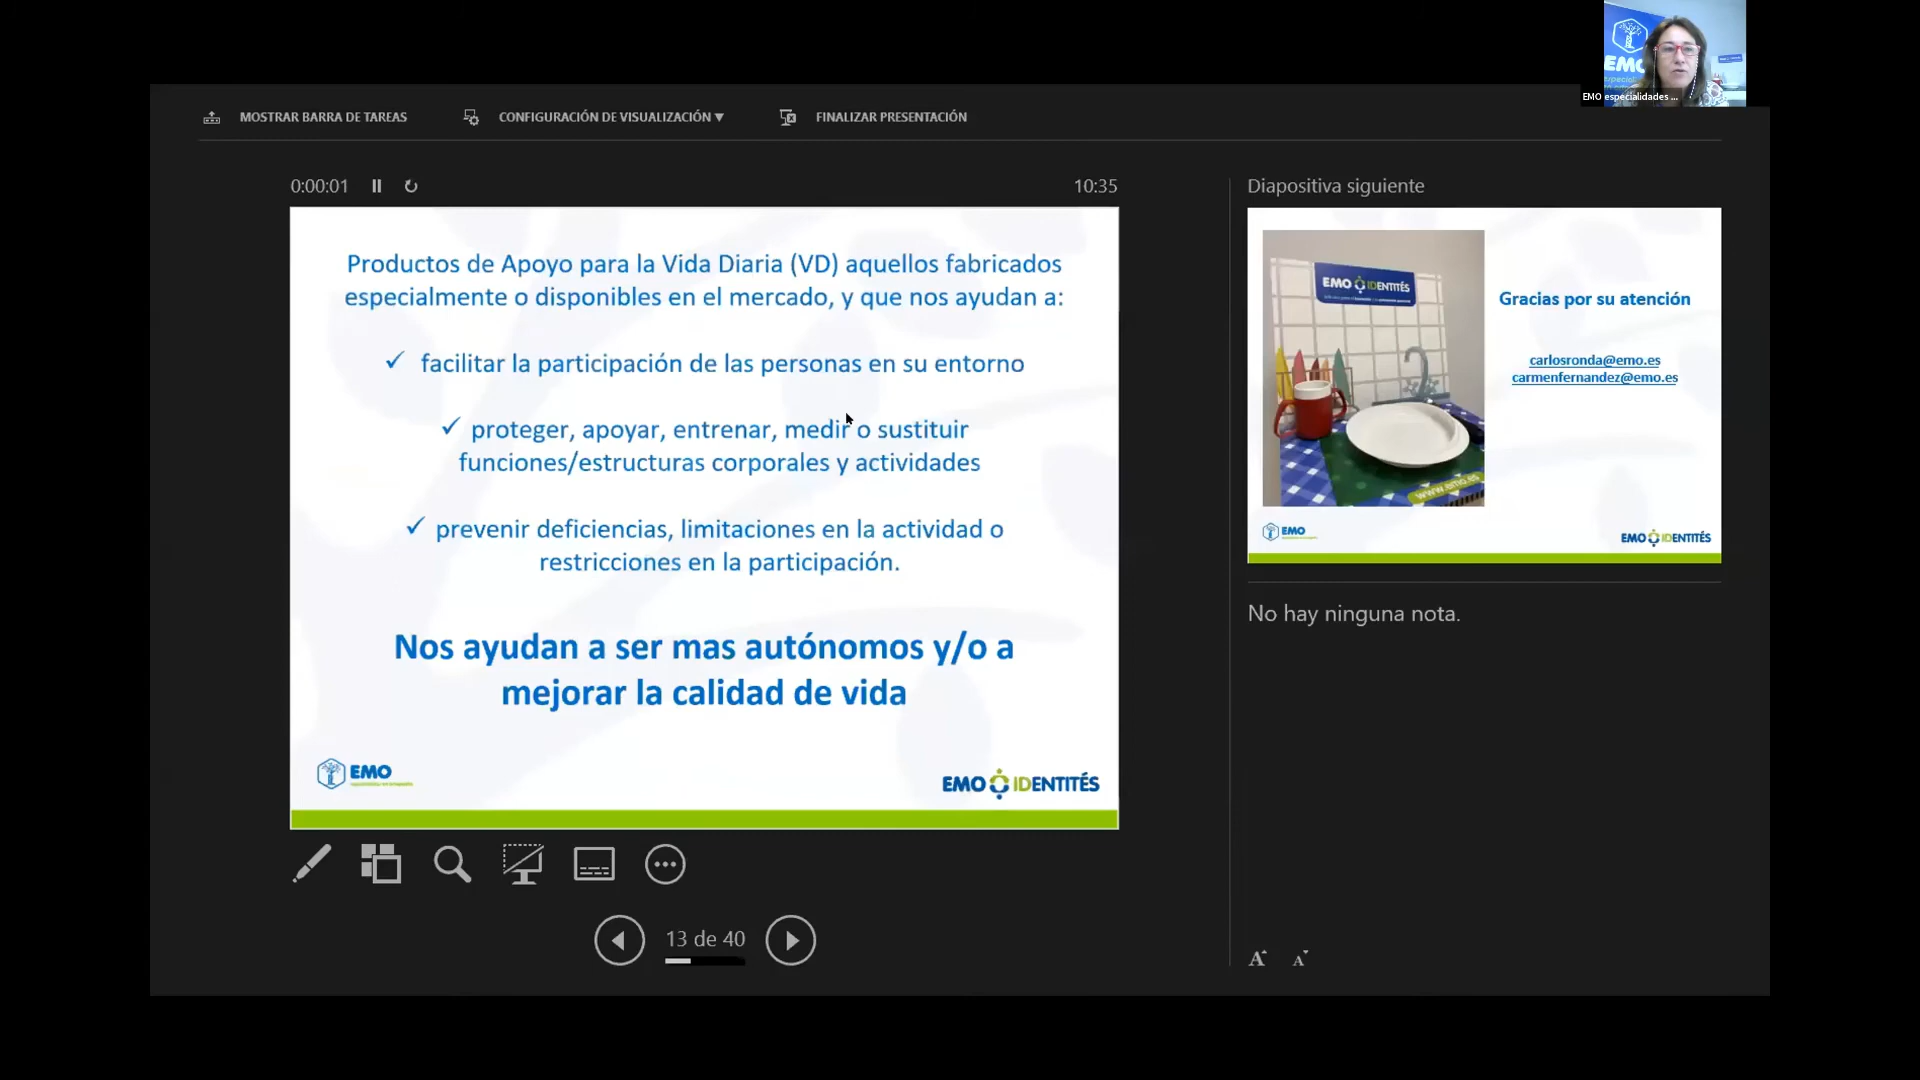 EMO
EMO especialidades ...
MOSTRAR BARRA DE TAREAS
CONFIGURACIÓN DE VISUALIZACIÓN ▼
FINALIZAR PRESENTACIÓN
0:00:01
10:35
Productos de Apoyo para la Vida Diaria (VD) aquellos fabricados
especialmente o disponibles en el mercado, y que nos ayudan a:
✓ facilitar la participación de las personas en su entorno
✓ proteger, apoyar, entrenar, medir o sustituir
funciones/estructuras corporales y actividades
✓ prevenir deficiencias, limitaciones en la actividad o
restricciones en la participación.
Nos ayudan a ser mas autónomos y/o a
mejorar la calidad de vida
EMO
EMO IDENTITÉS
13 de 40
Diapositiva siguiente
EMO IDENTITÉS
www.emo.es
Gracias por su atención
carlosronda@emo.es
carmenfernandez@emo.es
EMO
EMO IDENTITÉS
No hay ninguna nota.
A A